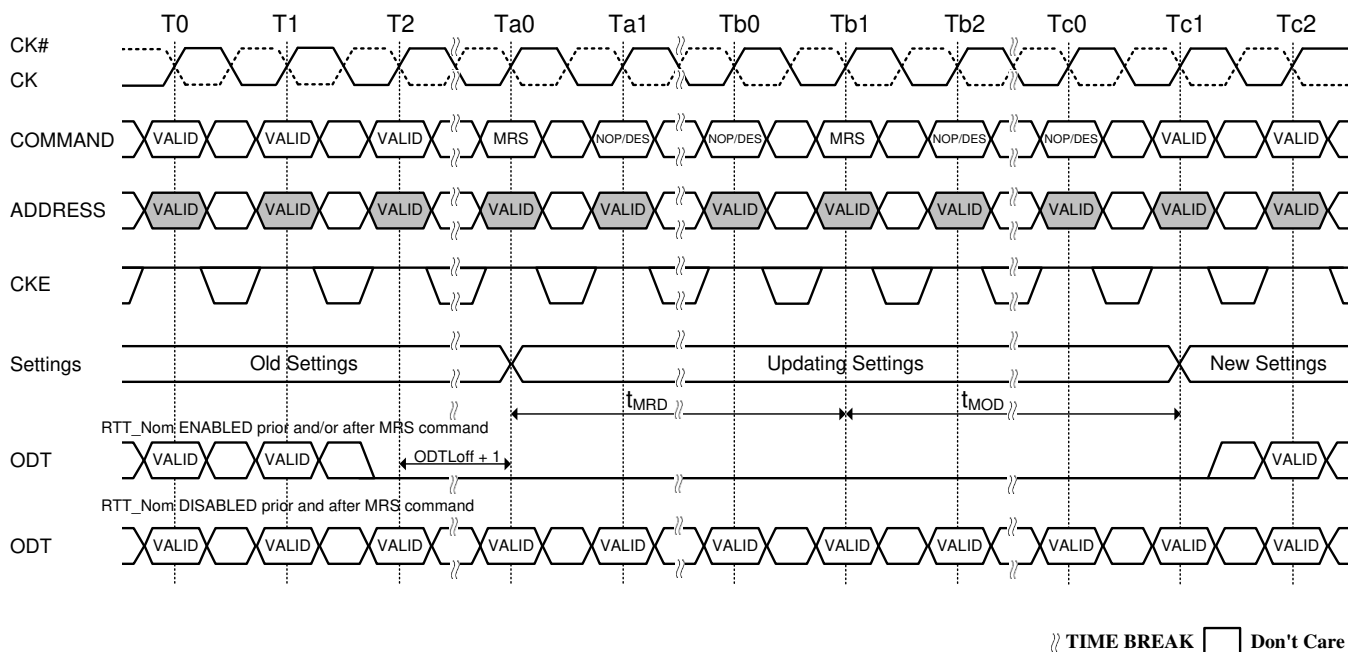 T0 T1 T2 Ta0 Ta1 Tb0 Tb1 Tb2 Tc0 Tc1 Tc2
CK#
CK
COMMAND VALID VALID VALID MRS NOP/DES NOP/DES MRS NOP/DES NOP/DES VALID VALID
ADDRESS VALID VALID VALID VALID VALID VALID VALID VALID VALID VALID VALID
CKE
Settings Old Settings Updating Settings New Settings
tMRD tMOD
RTT_Nom ENABLED prior and/or after MRS command
ODT VALID VALID ODTLoff + 1 VALID
RTT_Nom DISABLED prior and after MRS command
ODT VALID VALID VALID VALID VALID VALID VALID VALID VALID VALID VALID
TIME BREAK Don't Care